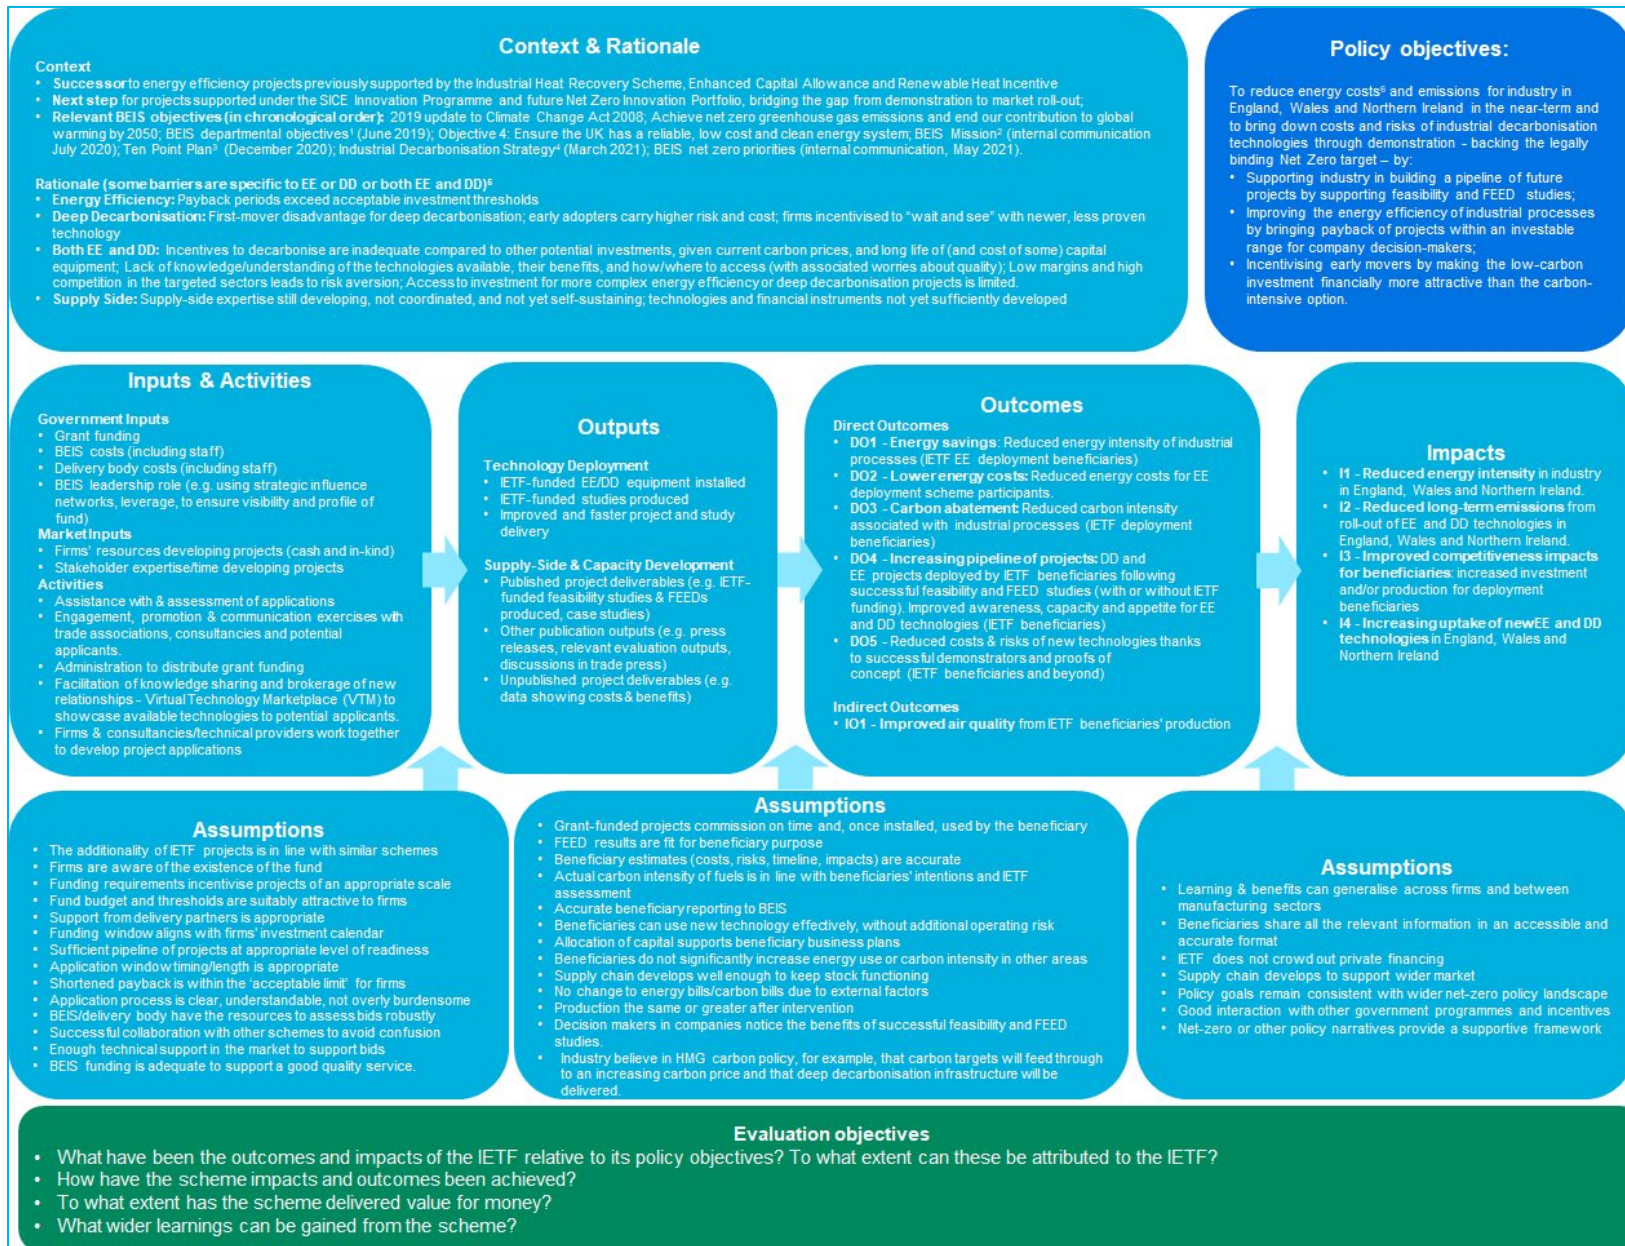 Context & Rationale
Context
• Successor to energy efficiency projects previously supported by the Industrial Heat Recovery Scheme, Enhanced Capital Allowance and Renewable Heat Incentive
• Next step for projects supported under the SICE Innovation Programme and future Net Zero Innovation Portfolio, bridging the gap from demonstration to market roll-out;
• Relevant BEIS objectives (in chronological order): 2019 update to Climate Change Act 2008; Achieve net zero greenhouse gas emissions and end our contribution to global
warming by 2050; BEIS departmental objectives¹ (June 2019); Objective 4: Ensure the UK has a reliable, low cost and clean energy system; BEIS Mission² (internal communication
July 2020); Ten Point Plan³ (December 2020); Industrial Decarbonisation Strategy⁴ (March 2021); BEIS net zero priorities (internal communication, May 2021).
Rationale (some barriers are specific to EE or DD or both EE and DD)⁵
• Energy Efficiency: Payback periods exceed acceptable investment thresholds
• Deep Decarbonisation: First-mover disadvantage for deep decarbonisation; early adopters carry higher risk and cost; firms incentivised to “wait and see” with newer, less proven
technology
• Both EE and DD: Incentives to decarbonise are inadequate compared to other potential investments, given current carbon prices, and long life of (and cost of some) capital
equipment; Lack of knowledge/understanding of the technologies available, their benefits, and how/where to access (with associated worries about quality); Low margins and high
competition in the targeted sectors leads to risk aversion; Access to investment for more complex energy efficiency or deep decarbonisation projects is limited.
• Supply Side: Supply-side expertise still developing, not coordinated, and not yet self-sustaining; technologies and financial instruments not yet sufficiently developed
Policy objectives:
To reduce energy costs⁶ and emissions for industry in
England, Wales and Northern Ireland in the near-term and
to bring down costs and risks of industrial decarbonisation
technologies through demonstration - backing the legally
binding Net Zero target – by:
• Supporting industry in building a pipeline of future
projects by supporting feasibility and FEED studies;
• Improving the energy efficiency of industrial processes
by bringing payback of projects within an investable
range for company decision-makers;
• Incentivising early movers by making the low-carbon
investment financially more attractive than the carbon-
intensive option.
Inputs & Activities
Government Inputs
• Grant funding
• BEIS costs (including staff)
• Delivery body costs (including staff)
• BEIS leadership role (e.g. using strategic influence
networks, leverage, to ensure visibility and profile of
fund)
Market Inputs
• Firms' resources developing projects (cash and in-kind)
• Stakeholder expertise/time developing projects
Activities
• Assistance with & assessment of applications
• Engagement, promotion & communication exercises with
trade associations, consultancies and potential
applicants.
• Administration to distribute grant funding
• Facilitation of knowledge sharing and brokerage of new
relationships - Virtual Technology Marketplace (VTM) to
showcase available technologies to potential applicants.
• Firms & consultancies/technical providers work together
to develop project applications
Outputs
Technology Deployment
• IETF-funded EE/DD equipment installed
• IETF-funded studies produced
• Improved and faster project and study
delivery
Supply-Side & Capacity Development
• Published project deliverables (e.g. IETF-
funded feasibility studies & FEEDs
produced, case studies)
• Other publication outputs (e.g. press
releases, relevant evaluation outputs,
discussions in trade press)
• Unpublished project deliverables (e.g.
data showing costs & benefits)
Outcomes
Direct Outcomes
• DO1 - Energy savings: Reduced energy intensity of industrial
processes (IETF EE deployment beneficiaries)
• DO2 - Lower energy costs: Reduced energy costs for EE
deployment scheme participants.
• DO3 - Carbon abatement: Reduced carbon intensity
associated with industrial processes (IETF deployment
beneficiaries)
• DO4 - Increasing pipeline of projects: DD and
EE projects deployed by IETF beneficiaries following
successful feasibility and FEED studies (with or without IETF
funding). Improved awareness, capacity and appetite for EE
and DD technologies (IETF beneficiaries)
• DO5 - Reduced costs & risks of new technologies thanks
to successful demonstrators and proofs of
concept (IETF beneficiaries and beyond)
Indirect Outcomes
• IO1 - Improved air quality from IETF beneficiaries' production
Impacts
• I1 - Reduced energy intensity in industry
in England, Wales and Northern Ireland.
• I2 - Reduced long-term emissions from
roll-out of EE and DD technologies in
England, Wales and Northern Ireland.
• I3 - Improved competitiveness impacts
for beneficiaries: increased investment
and/or production for deployment
beneficiaries
• I4 - Increasing uptake of new EE and DD
technologies in England, Wales and
Northern Ireland
Assumptions
• The additionality of IETF projects is in line with similar schemes
• Firms are aware of the existence of the fund
• Funding requirements incentivise projects of an appropriate scale
• Fund budget and thresholds are suitably attractive to firms
• Support from delivery partners is appropriate
• Funding window aligns with firms' investment calendar
• Sufficient pipeline of projects at appropriate level of readiness
• Application window timing/length is appropriate
• Shortened payback is within the 'acceptable limit' for firms
• Application process is clear, understandable, not overly burdensome
• BEIS/delivery body have the resources to assess bids robustly
• Successful collaboration with other schemes to avoid confusion
• Enough technical support in the market to support bids
• BEIS funding is adequate to support a good quality service.
Assumptions
• Grant-funded projects commission on time and, once installed, used by the beneficiary
• FEED results are fit for beneficiary purpose
• Beneficiary estimates (costs, risks, timeline, impacts) are accurate
• Actual carbon intensity of fuels is in line with beneficiaries' intentions and IETF
assessment
• Accurate beneficiary reporting to BEIS
• Beneficiaries can use new technology effectively, without additional operating risk
• Allocation of capital supports beneficiary business plans
• Beneficiaries do not significantly increase energy use or carbon intensity in other areas
• Supply chain develops well enough to keep stock functioning
• No change to energy bills/carbon bills due to external factors
• Production the same or greater after intervention
• Decision makers in companies notice the benefits of successful feasibility and FEED
studies.
• Industry believe in HMG carbon policy, for example, that carbon targets will feed through
to an increasing carbon price and that deep decarbonisation infrastructure will be
delivered.
Assumptions
• Learning & benefits can generalise across firms and between
manufacturing sectors
• Beneficiaries share all the relevant information in an accessible and
accurate format
• IETF does not crowd out private financing
• Supply chain develops to support wider market
• Policy goals remain consistent with wider net-zero policy landscape
• Good interaction with other government programmes and incentives
• Net-zero or other policy narratives provide a supportive framework
Evaluation objectives
• What have been the outcomes and impacts of the IETF relative to its policy objectives? To what extent can these be attributed to the IETF?
• How have the scheme impacts and outcomes been achieved?
• To what extent has the scheme delivered value for money?
• What wider learnings can be gained from the scheme?